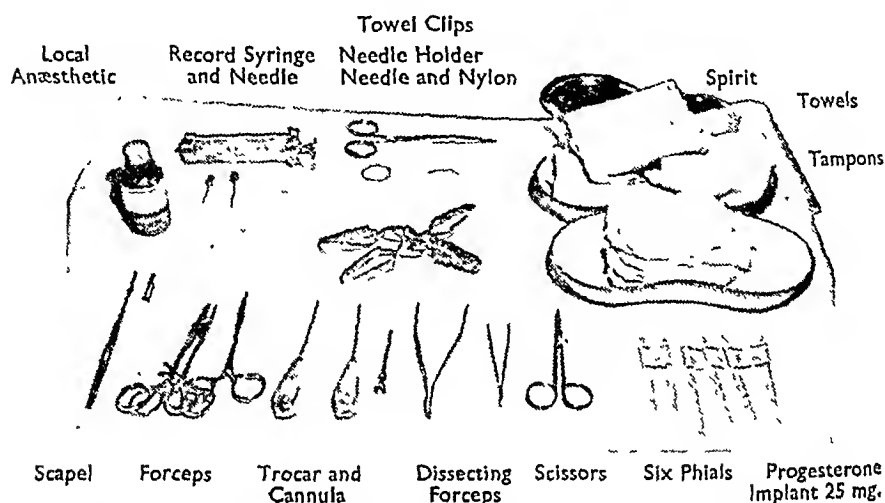 Towel Clips
Local Record Syringe Needle Holder
Anæsthetic and Needle Needle and Nylon Spirit
Towels
Tampons
Scapel Forceps Trocar and Dissecting Scissors Six Phials Progesterone
Cannula Forceps Implant 25 mg.